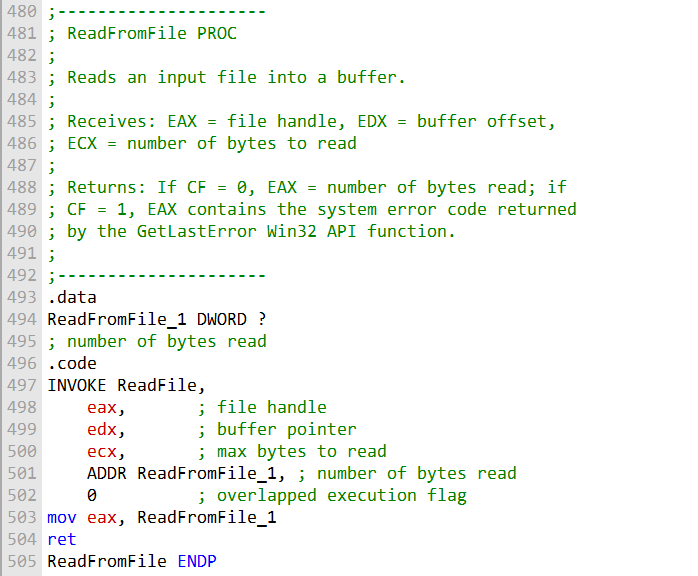 480 ;---------------------
481 ; ReadFromFile PROC
482 ;
483 ; Reads an input file into a buffer.
484 ;
485 ; Receives: EAX = file handle, EDX = buffer offset,
486 ; ECX = number of bytes to read
487 ;
488 ; Returns: If CF = 0, EAX = number of bytes read; if
489 ; CF = 1, EAX contains the system error code returned
490 ; by the GetLastError Win32 API function.
491 ;
492 ;---------------------
493 .data
494 ReadFromFile_1 DWORD ?
495 ; number of bytes read
496 .code
497 INVOKE ReadFile,
498     eax,       ; file handle
499     edx,       ; buffer pointer
500     ecx,       ; max bytes to read
501     ADDR ReadFromFile_1, ; number of bytes read
502     0          ; overlapped execution flag
503 mov eax, ReadFromFile_1
504 ret
505 ReadFromFile ENDP